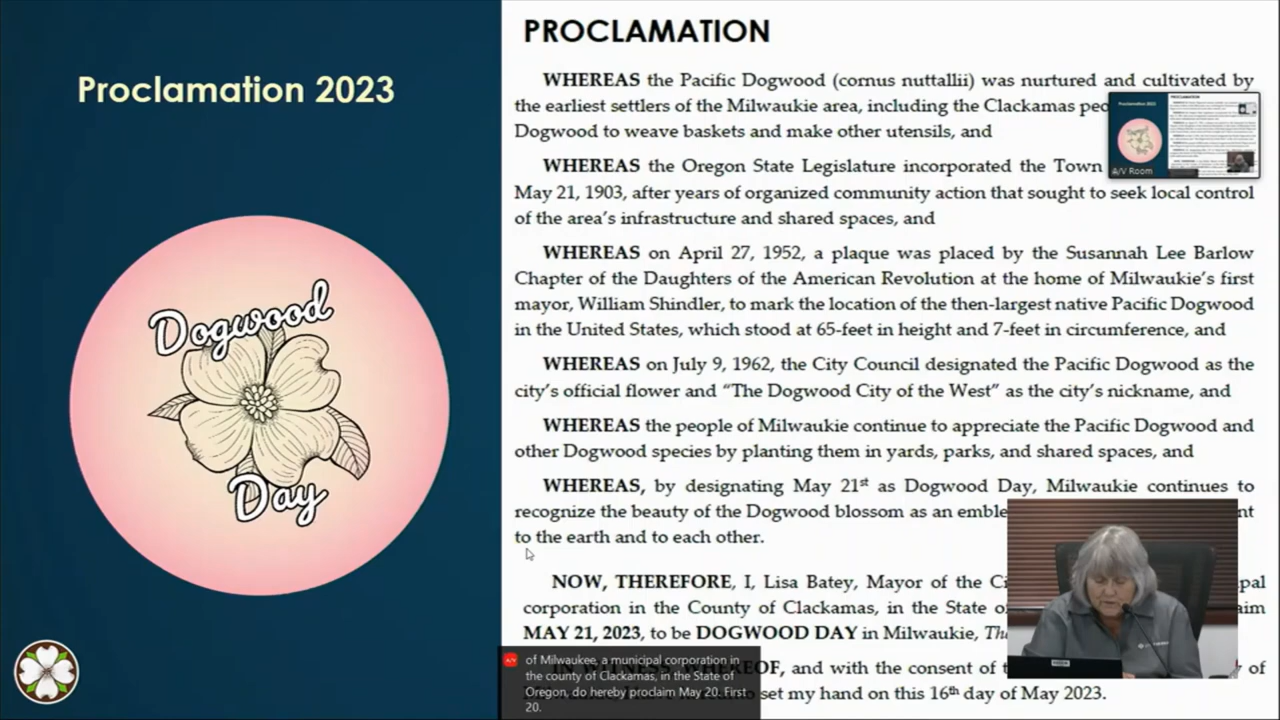 Proclamation 2023
Dogwood
Day
PROCLAMATION
WHEREAS the Pacific Dogwood (cornus nuttallii) was nurtured and cultivated by
the earliest settlers of the Milwaukie area, including the Clackamas
Dogwood to weave baskets and make other utensils, and
WHEREAS the Oregon State Legislature incorporated the Town
May 21, 1903, after years of organized community action that sought to seek local control
of the area's infrastructure and shared spaces, and
WHEREAS on April 27, 1952, a plaque was placed by the Susannah Lee Barlow
Chapter of the Daughters of the American Revolution at the home of Milwaukie's first
mayor, William Shindler, to mark the location of the then-largest native Pacific Dogwood
in the United States, which stood at 65-feet in height and 7-feet in circumference, and
WHEREAS on July 9, 1962, the City Council designated the Pacific Dogwood as the
city's official flower and “The Dogwood City of the West” as the city's nickname, and
WHEREAS the people of Milwaukie continue to appreciate the Pacific Dogwood and
other Dogwood species by planting them in yards, parks, and shared spaces, and
WHEREAS, by designating May 21st as Dogwood Day, Milwaukie continues to
recognize the beauty of the Dogwood blossom as an
to the earth and to each other.
NOW, THEREFORE, I, Lisa Batey, Mayor of the
corporation in the County of Clackamas, in the State
MAY 21, 2023, to be DOGWOOD DAY in Milwaukie,
and with the consent of
set my hand on this 16th day of May 2023.
A/V Room
of Milwaukee, a municipal corporation in
the county of Clackamas, in the State of
Oregon, do hereby proclaim May 20. First
20.